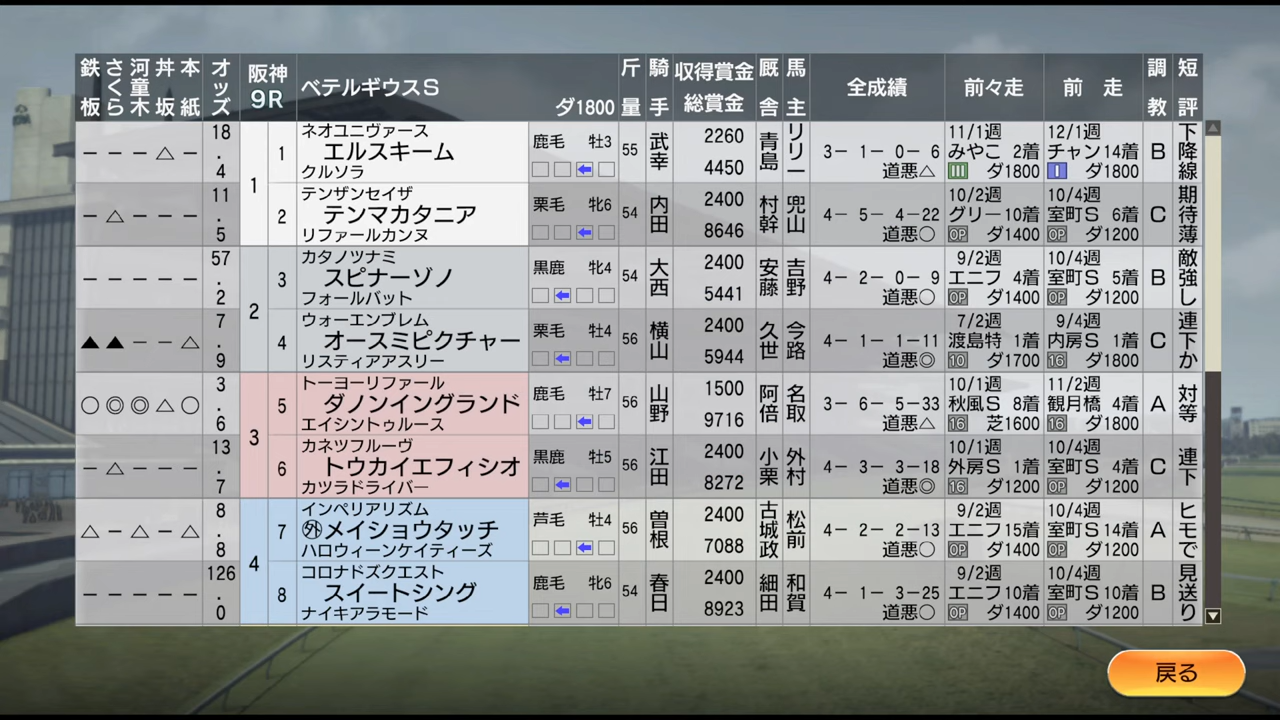 鉄板 さくら 河童木 丼坂 本紙 オッズ 阪神9R ベテルギウスS ダ1800 斤量 騎手 収得賞金 総賞金 厩舎 馬主 全成績 前々走 前走 調教 短評
－ － － △ － 18.4 1 1 ネオユニヴァース エルスキーム クルソラ 鹿毛 牡3 ← 55 武幸 2260 4450 青島 リリー 3－ 1－ 0－ 6 道悪△ 11/1週 みやこ 2着 III ダ1800 12/1週 チャン 14着 I ダ1800 B 下降線
－ △ － － － 11.5 2 テンザンセイザ テンマカタニア リファールカンヌ 栗毛 牝6 ← 54 内田 2400 8646 村幹 兜山 4－ 5－ 4－22 道悪○ 10/2週 グリー 10着 OP ダ1400 10/4週 室町S 6着 OP ダ1200 C 期待薄
－ － － － － 57.2 2 3 カタノツナミ スピナーゾノ フォールバット 黒鹿 牝4 ← 54 大西 2400 5441 安藤 吉野 4－ 2－ 0－ 9 道悪○ 9/2週 エニフ 4着 OP ダ1400 10/4週 室町S 5着 OP ダ1200 B 敵強し
▲ ▲ － － △ 7.9 4 ウォーエンブレム オースミピクチャー リスティアアスリー 栗毛 牡4 ← 56 横山 2400 5944 久世 今路 4－ 1－ 1－11 道悪◎ 7/2週 渡島特 1着 10 ダ1700 9/4週 内房S 1着 16 ダ1800 C 連下か
○ ◎ ◎ △ ○ 3.6 3 5 トーヨーリファール ダノンイングランド エイシントゥルース 鹿毛 牡7 ← 56 山野 1500 9716 阿倍 名取 3－ 6－ 5－33 道悪△ 10/1週 秋風S 8着 16 芝1600 11/2週 観月橋 4着 16 ダ1800 A 対等
－ △ － － － 13.7 6 カネツフルーヴ トウカイエフィシオ カツラドライバー 黒鹿 牡5 ← 56 江田 2400 8272 小栗 外村 4－ 3－ 3－18 道悪◎ 10/1週 外房S 1着 16 ダ1200 10/4週 室町S 4着 OP ダ1200 C 連下
△ － △ － △ 8.8 4 7 インペリアリズム 外メイショウタッチ ハロウィーンケイティーズ 芦毛 牡4 ← 56 曽根 2400 7088 古城政 松前 4－ 2－ 2－13 道悪○ 9/2週 エニフ 15着 OP ダ1400 10/4週 室町S 14着 OP ダ1200 A ヒモで
－ － － － － 126.0 8 コロナドズクエスト スイートシング ナイキアラモード 鹿毛 牝6 ← 54 春日 2400 8923 細田 和賀 4－ 1－ 3－25 道悪○ 9/2週 エニフ 10着 OP ダ1400 10/4週 室町S 10着 OP ダ1200 B 見送り
戻る